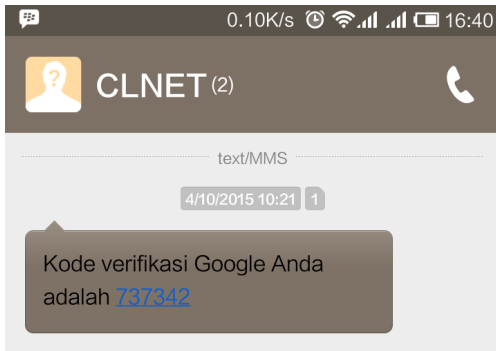 0.10K/s 16:40
CLNET (2)
text/MMS
4/10/2015 10:21 1
Kode verifikasi Google Anda
adalah 737342